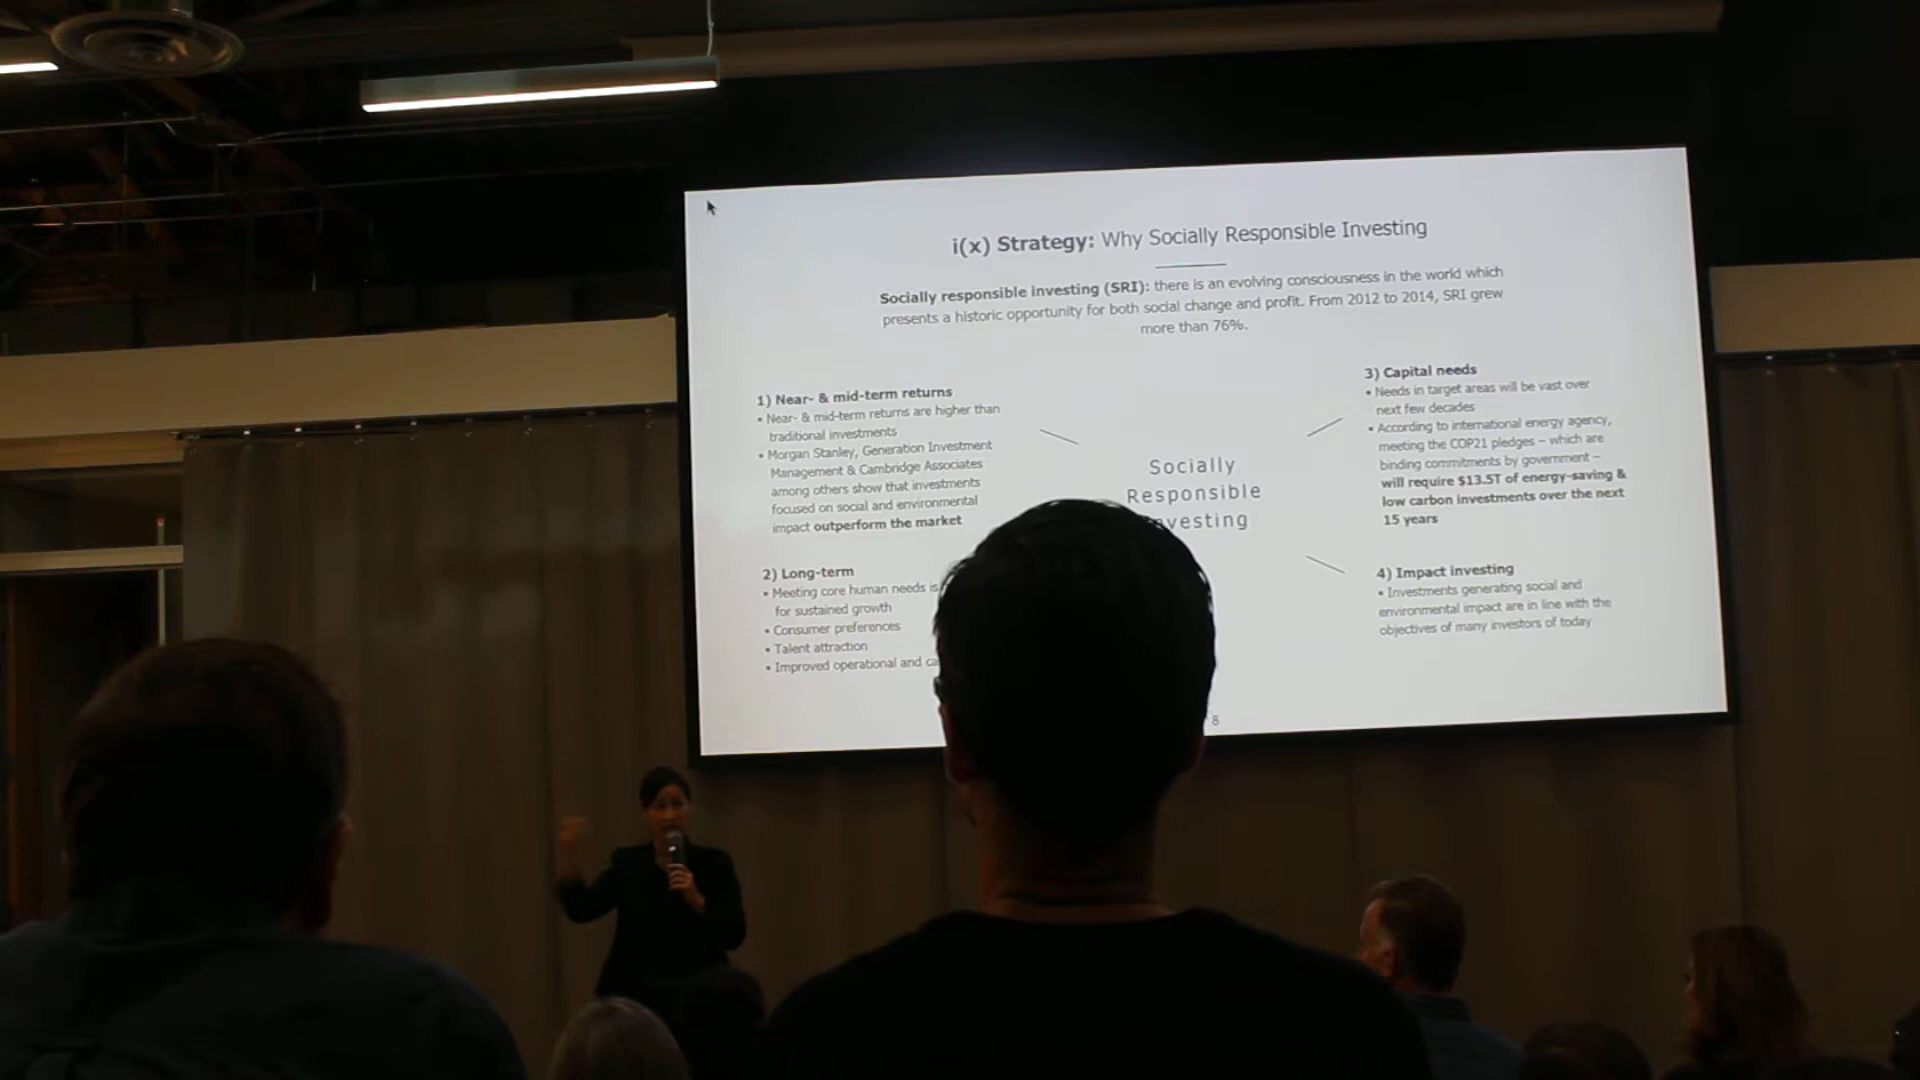 i(x) Strategy: Why Socially Responsible Investing
Socially responsible investing (SRI): there is an evolving consciousness in the world which
presents a historic opportunity for both social change and profit. From 2012 to 2014, SRI grew
more than 76%.
1) Near- & mid-term returns
• Near- & mid-term returns are higher than
traditional investments
• Morgan Stanley, Generation Investment
Management & Cambridge Associates
among others show that investments
focused on social and environmental
impact outperform the market
2) Long-term
• Meeting core human needs is
for sustained growth
• Consumer preferences
• Talent attraction
• Improved operational and
Socially
Responsible
vesting
3) Capital needs
• Needs in target areas will be vast over
next few decades
• According to international energy agency,
meeting the COP21 pledges – which are
binding commitments by government –
will require $13.5T of energy-saving &
low carbon investments over the next
15 years
4) Impact investing
• Investments generating social and
environmental impact are in line with the
objectives of many investors of today
8